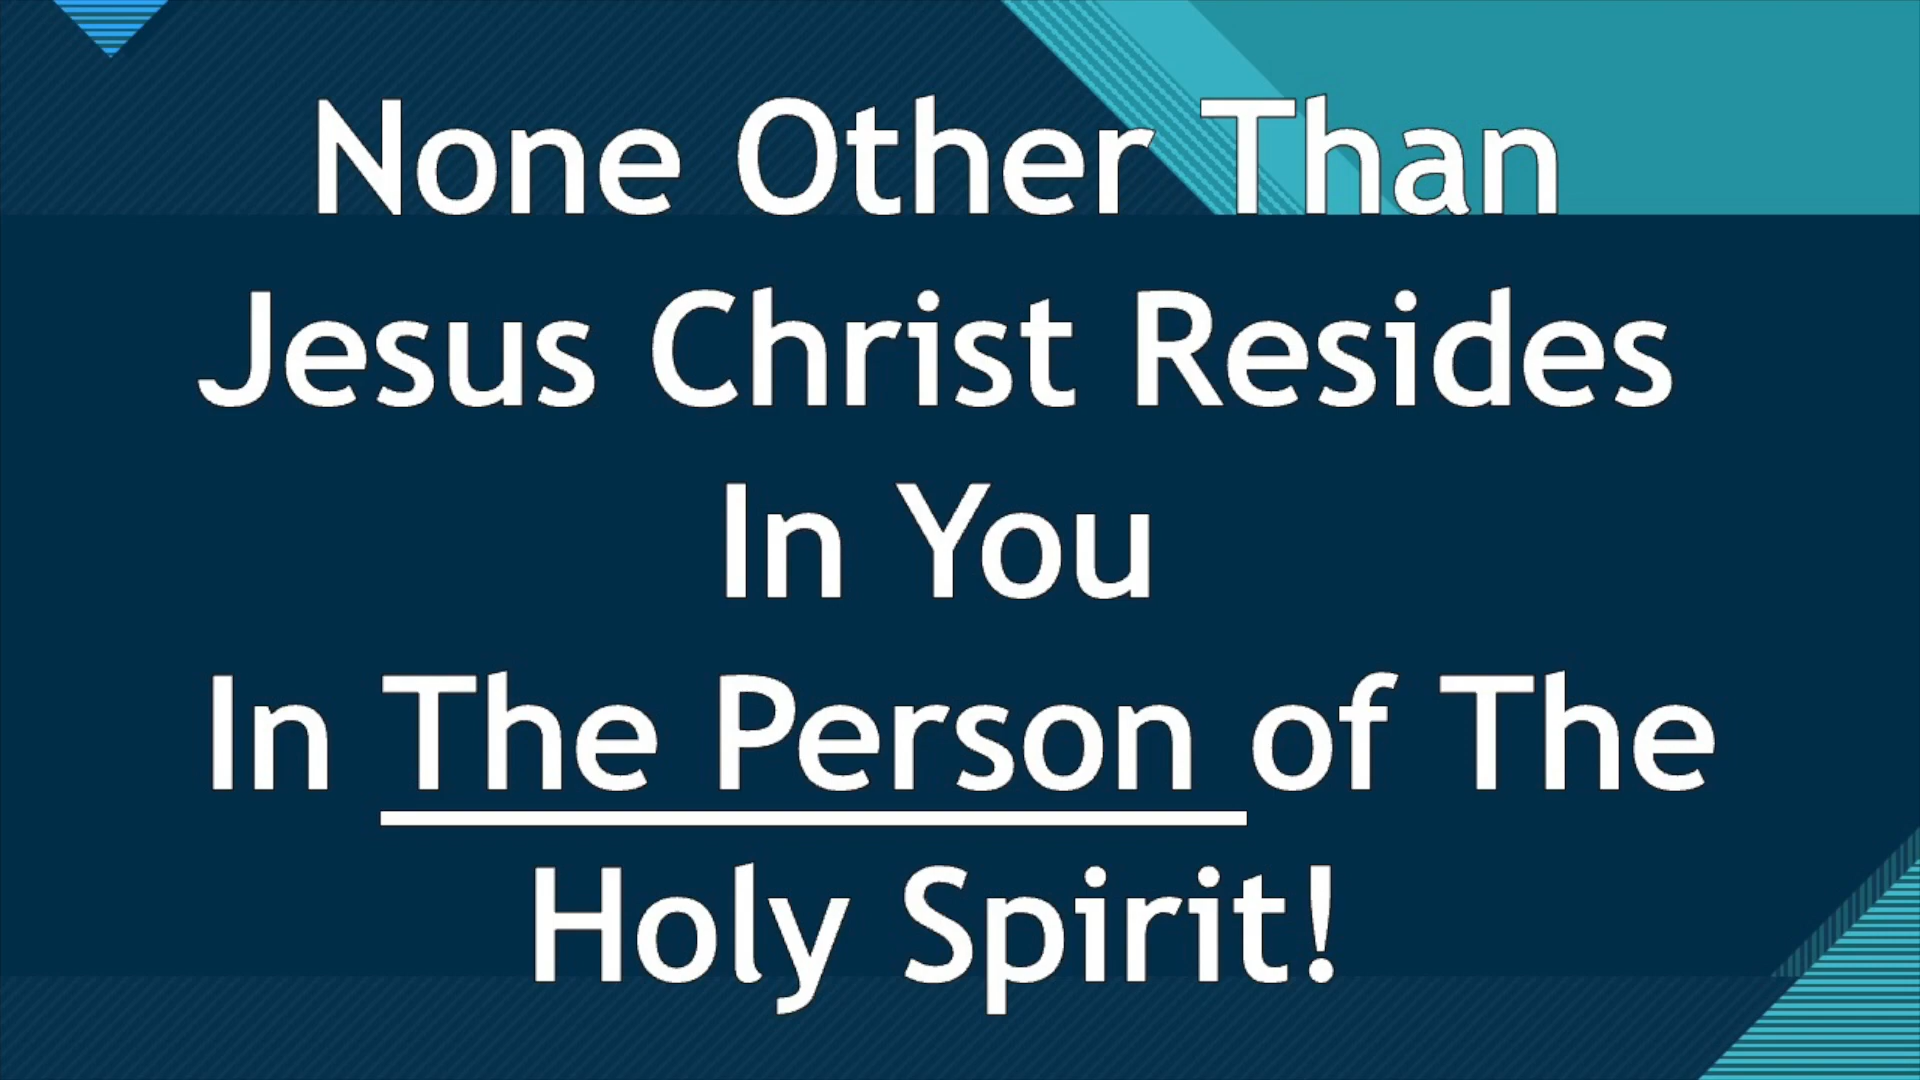 None Other Than
Jesus Christ Resides
In You
In The Person of The
Holy Spirit!